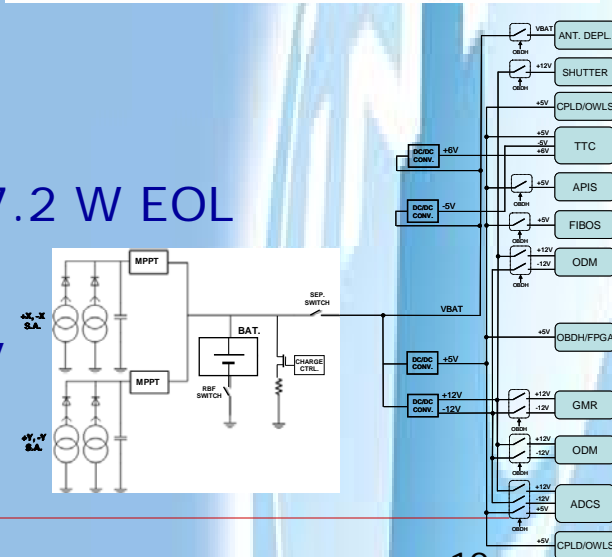 7.2 W EOL
MPPT
+X, -X
S.A.
MPPT
+Y, -Y
S.A.
BAT.
RBF
SWITCH
CHARGE
CTRL.
SEP.
SWITCH
VBAT
DC/DC
CONV.
+6V
DC/DC
CONV.
-5V
DC/DC
CONV.
+5V
DC/DC
CONV.
+12V
-12V
VBAT
ANT. DEPL.
OBDH
+12V
SHUTTER
OBDH
+5V
CPLD/OWLS
+5V
-5V
+6V
TTC
+5V
APIS
OBDH
+5V
FIBOS
OBDH
+12V
-12V
ODM
OBDH
+5V
OBDH/FPGA
+12V
-12V
GMR
OBDH
+12V
-12V
ODM
OBDH
+12V
-12V
+5V
ADCS
OBDH
+5V
CPLD/OWLS